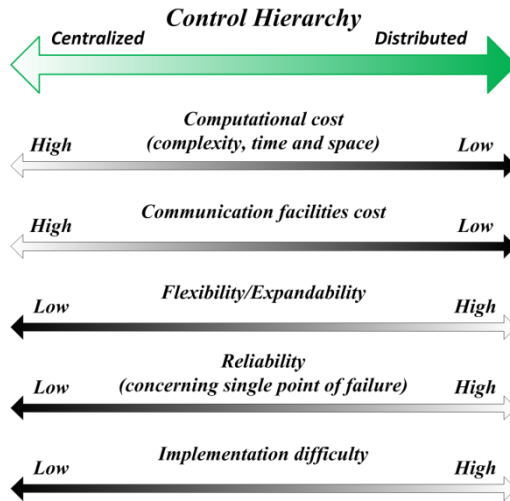 Control Hierarchy
Centralized Distributed
Computational cost
(complexity, time and space)
High Low
Communication facilities cost
High Low
Flexibility/Expandability
Low High
Reliability
(concerning single point of failure)
Low High
Implementation difficulty
Low High